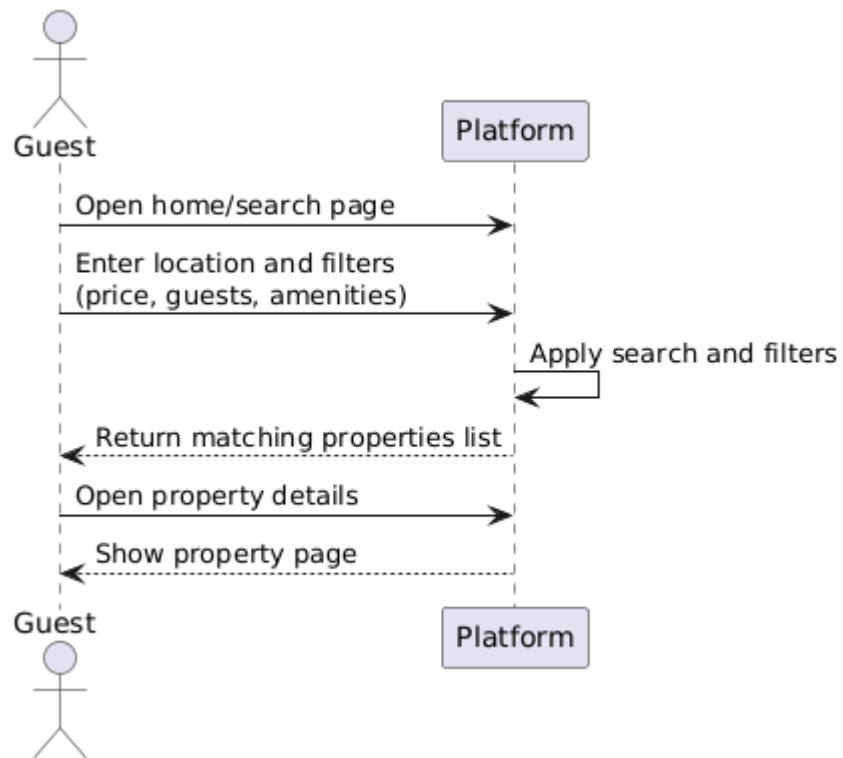 Guest
Platform
Open home/search page
Enter location and filters
(price, guests, amenities)
Apply search and filters
Return matching properties list
Open property details
Show property page
Guest
Platform